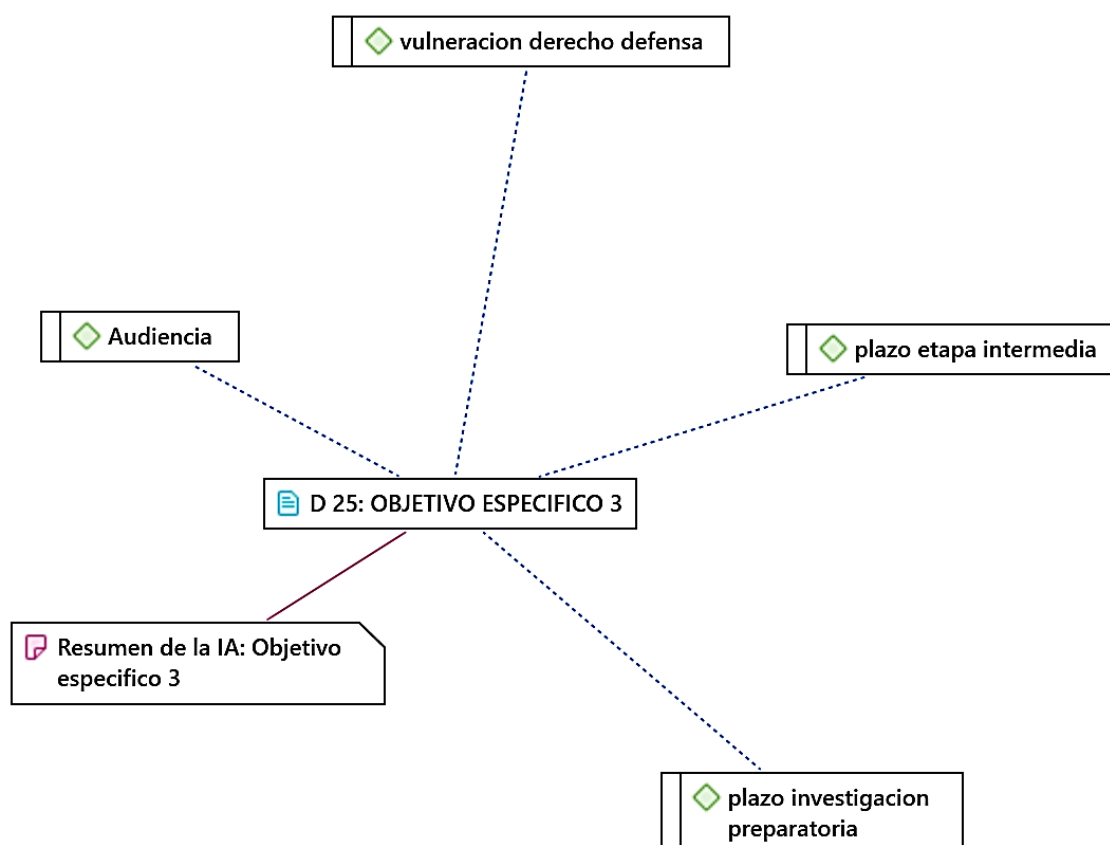 vulneracion derecho defensa
Audiencia
plazo etapa intermedia
D 25: OBJETIVO ESPECIFICO 3
Resumen de la IA: Objetivo
especifico 3
plazo investigacion
preparatoria